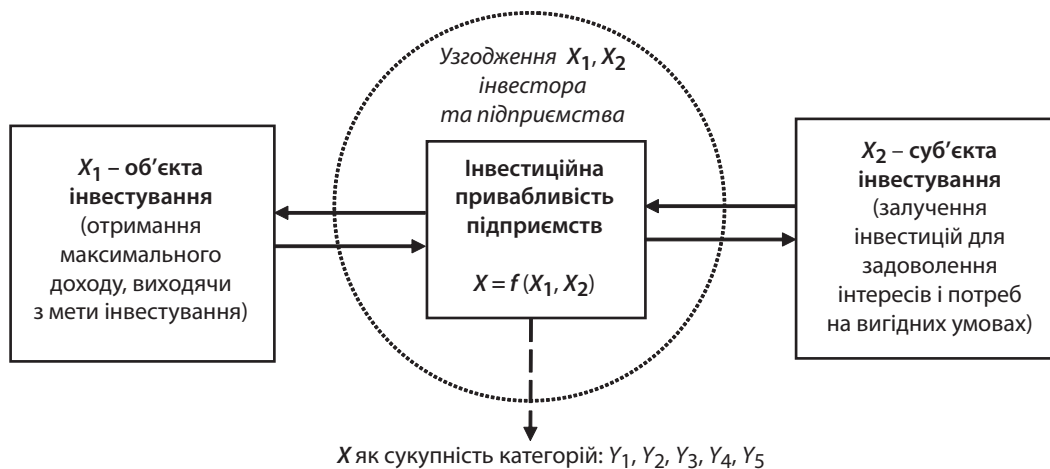 Узгодження X1, X2
інвестора
та підприємства
X1 – об’єкта
інвестування
(отримання
максимального
доходу, виходячи
з мети інвестування)
Інвестиційна
привабливість
підприємств
X = f (X1, X2)
X2 – суб’єкта
інвестування
(залучення
інвестицій для
задоволення
інтересів і потреб
на вигідних умовах)
X як сукупність категорій: Y1, Y2, Y3, Y4, Y5